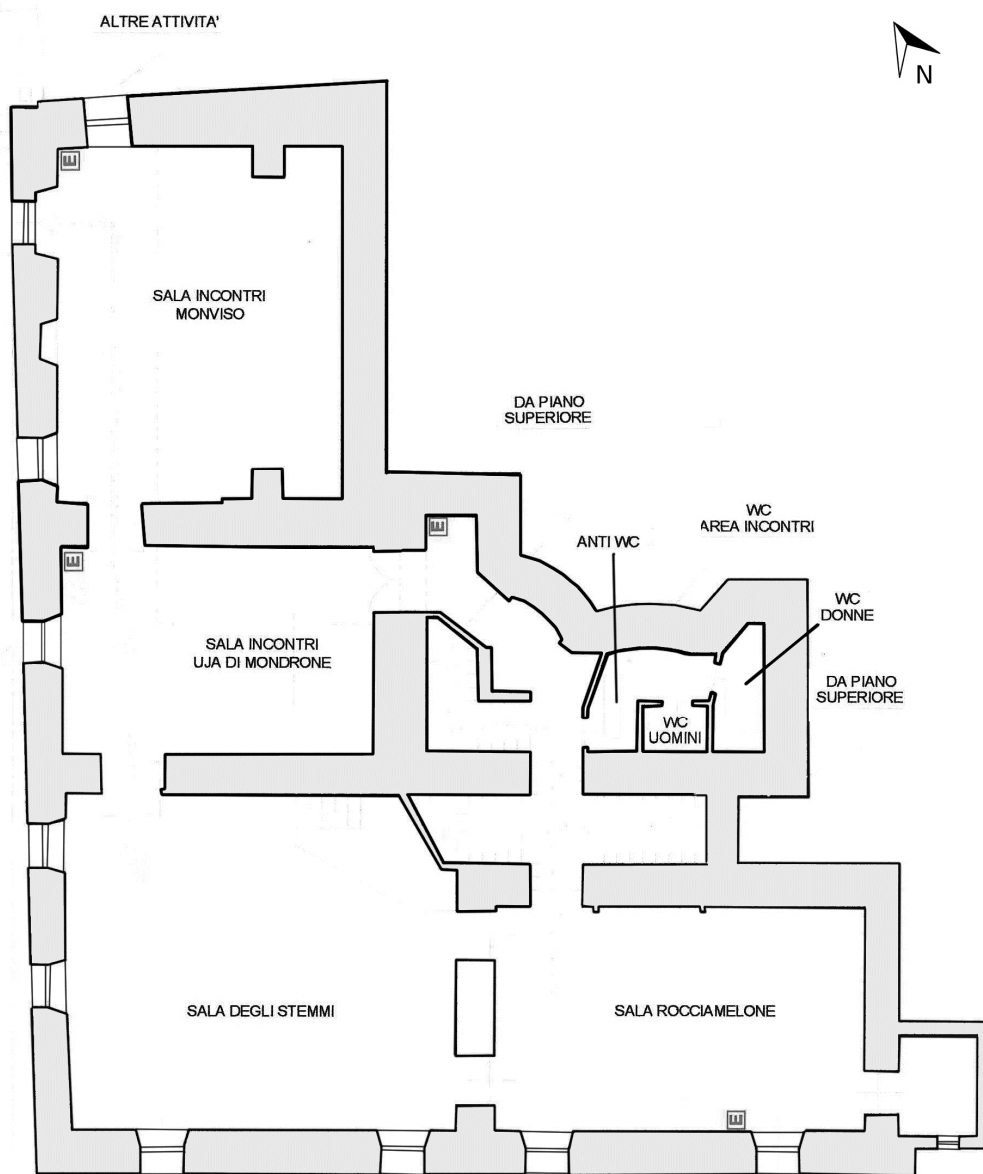 ALTRE ATTIVITA'
N
E
SALA INCONTRI
MONVISO
DA PIANO
SUPERIORE
WC
AREA INCONTRI
E
ANTI WC
E
WC
DONNE
SALA INCONTRI
UJA DI MONDRONE
DA PIANO
SUPERIORE
WC
UOMINI
SALA DEGLI STEMMI
SALA ROCCIAMELONE
E